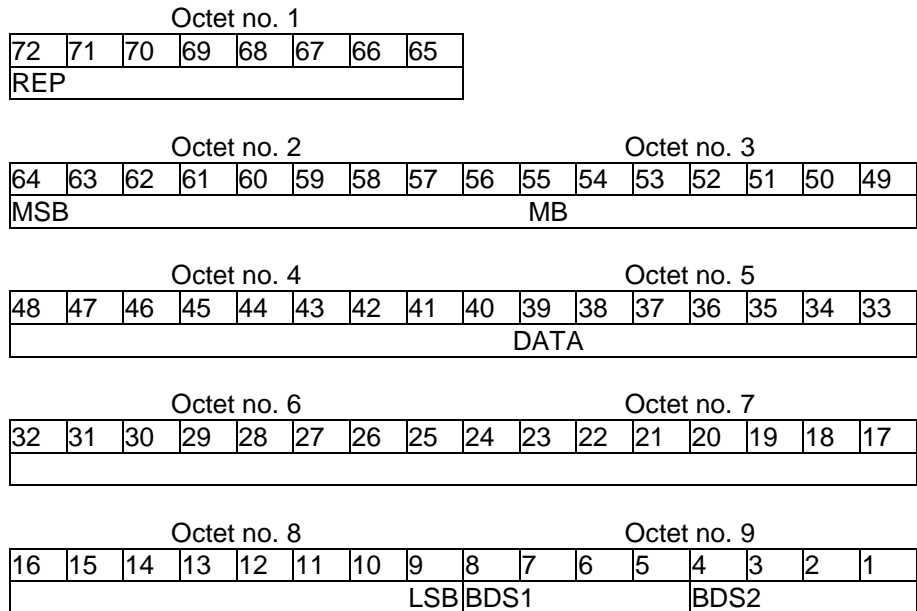 Octet no. 1
72 71 70 69 68 67 66 65
REP
Octet no. 2 Octet no. 3
64 63 62 61 60 59 58 57 56 55 54 53 52 51 50 49
MSB MB
Octet no. 4 Octet no. 5
48 47 46 45 44 43 42 41 40 39 38 37 36 35 34 33
DATA
Octet no. 6 Octet no. 7
32 31 30 29 28 27 26 25 24 23 22 21 20 19 18 17
Octet no. 8 Octet no. 9
16 15 14 13 12 11 10 9 8 7 6 5 4 3 2 1
LSB BDS1 BDS2